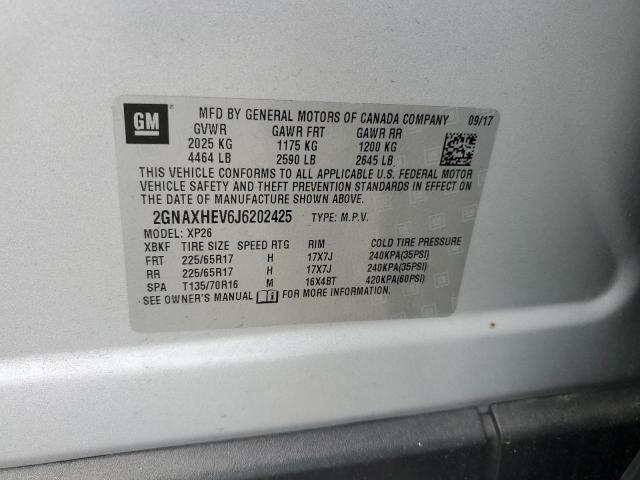 GM
MFD BY GENERAL MOTORS OF CANADA COMPANY 09/17
GVWR GAWR FRT GAWR RR
2025 KG 1175 KG 1200 KG
4464 LB 2590 LB 2645 LB
THIS VEHICLE CONFORMS TO ALL APPLICABLE U.S. FEDERAL MOTOR
VEHICLE SAFETY AND THEFT PREVENTION STANDARDS IN EFFECT ON
THE DATE OF MANUFACTURE SHOWN ABOVE.
2GNAXHEV6J6202425 TYPE: M.P.V.
MODEL: XP26
XBKF TIRE SIZE SPEED RTG RIM COLD TIRE PRESSURE
FRT 225/65R17 H 17X7J 240KPA(35PSI)
RR 225/65R17 H 17X7J 240KPA(35PSI)
SPA T135/70R16 M 16X4BT 420KPA(60PSI)
SEE OWNER'S MANUAL FOR MORE INFORMATION.